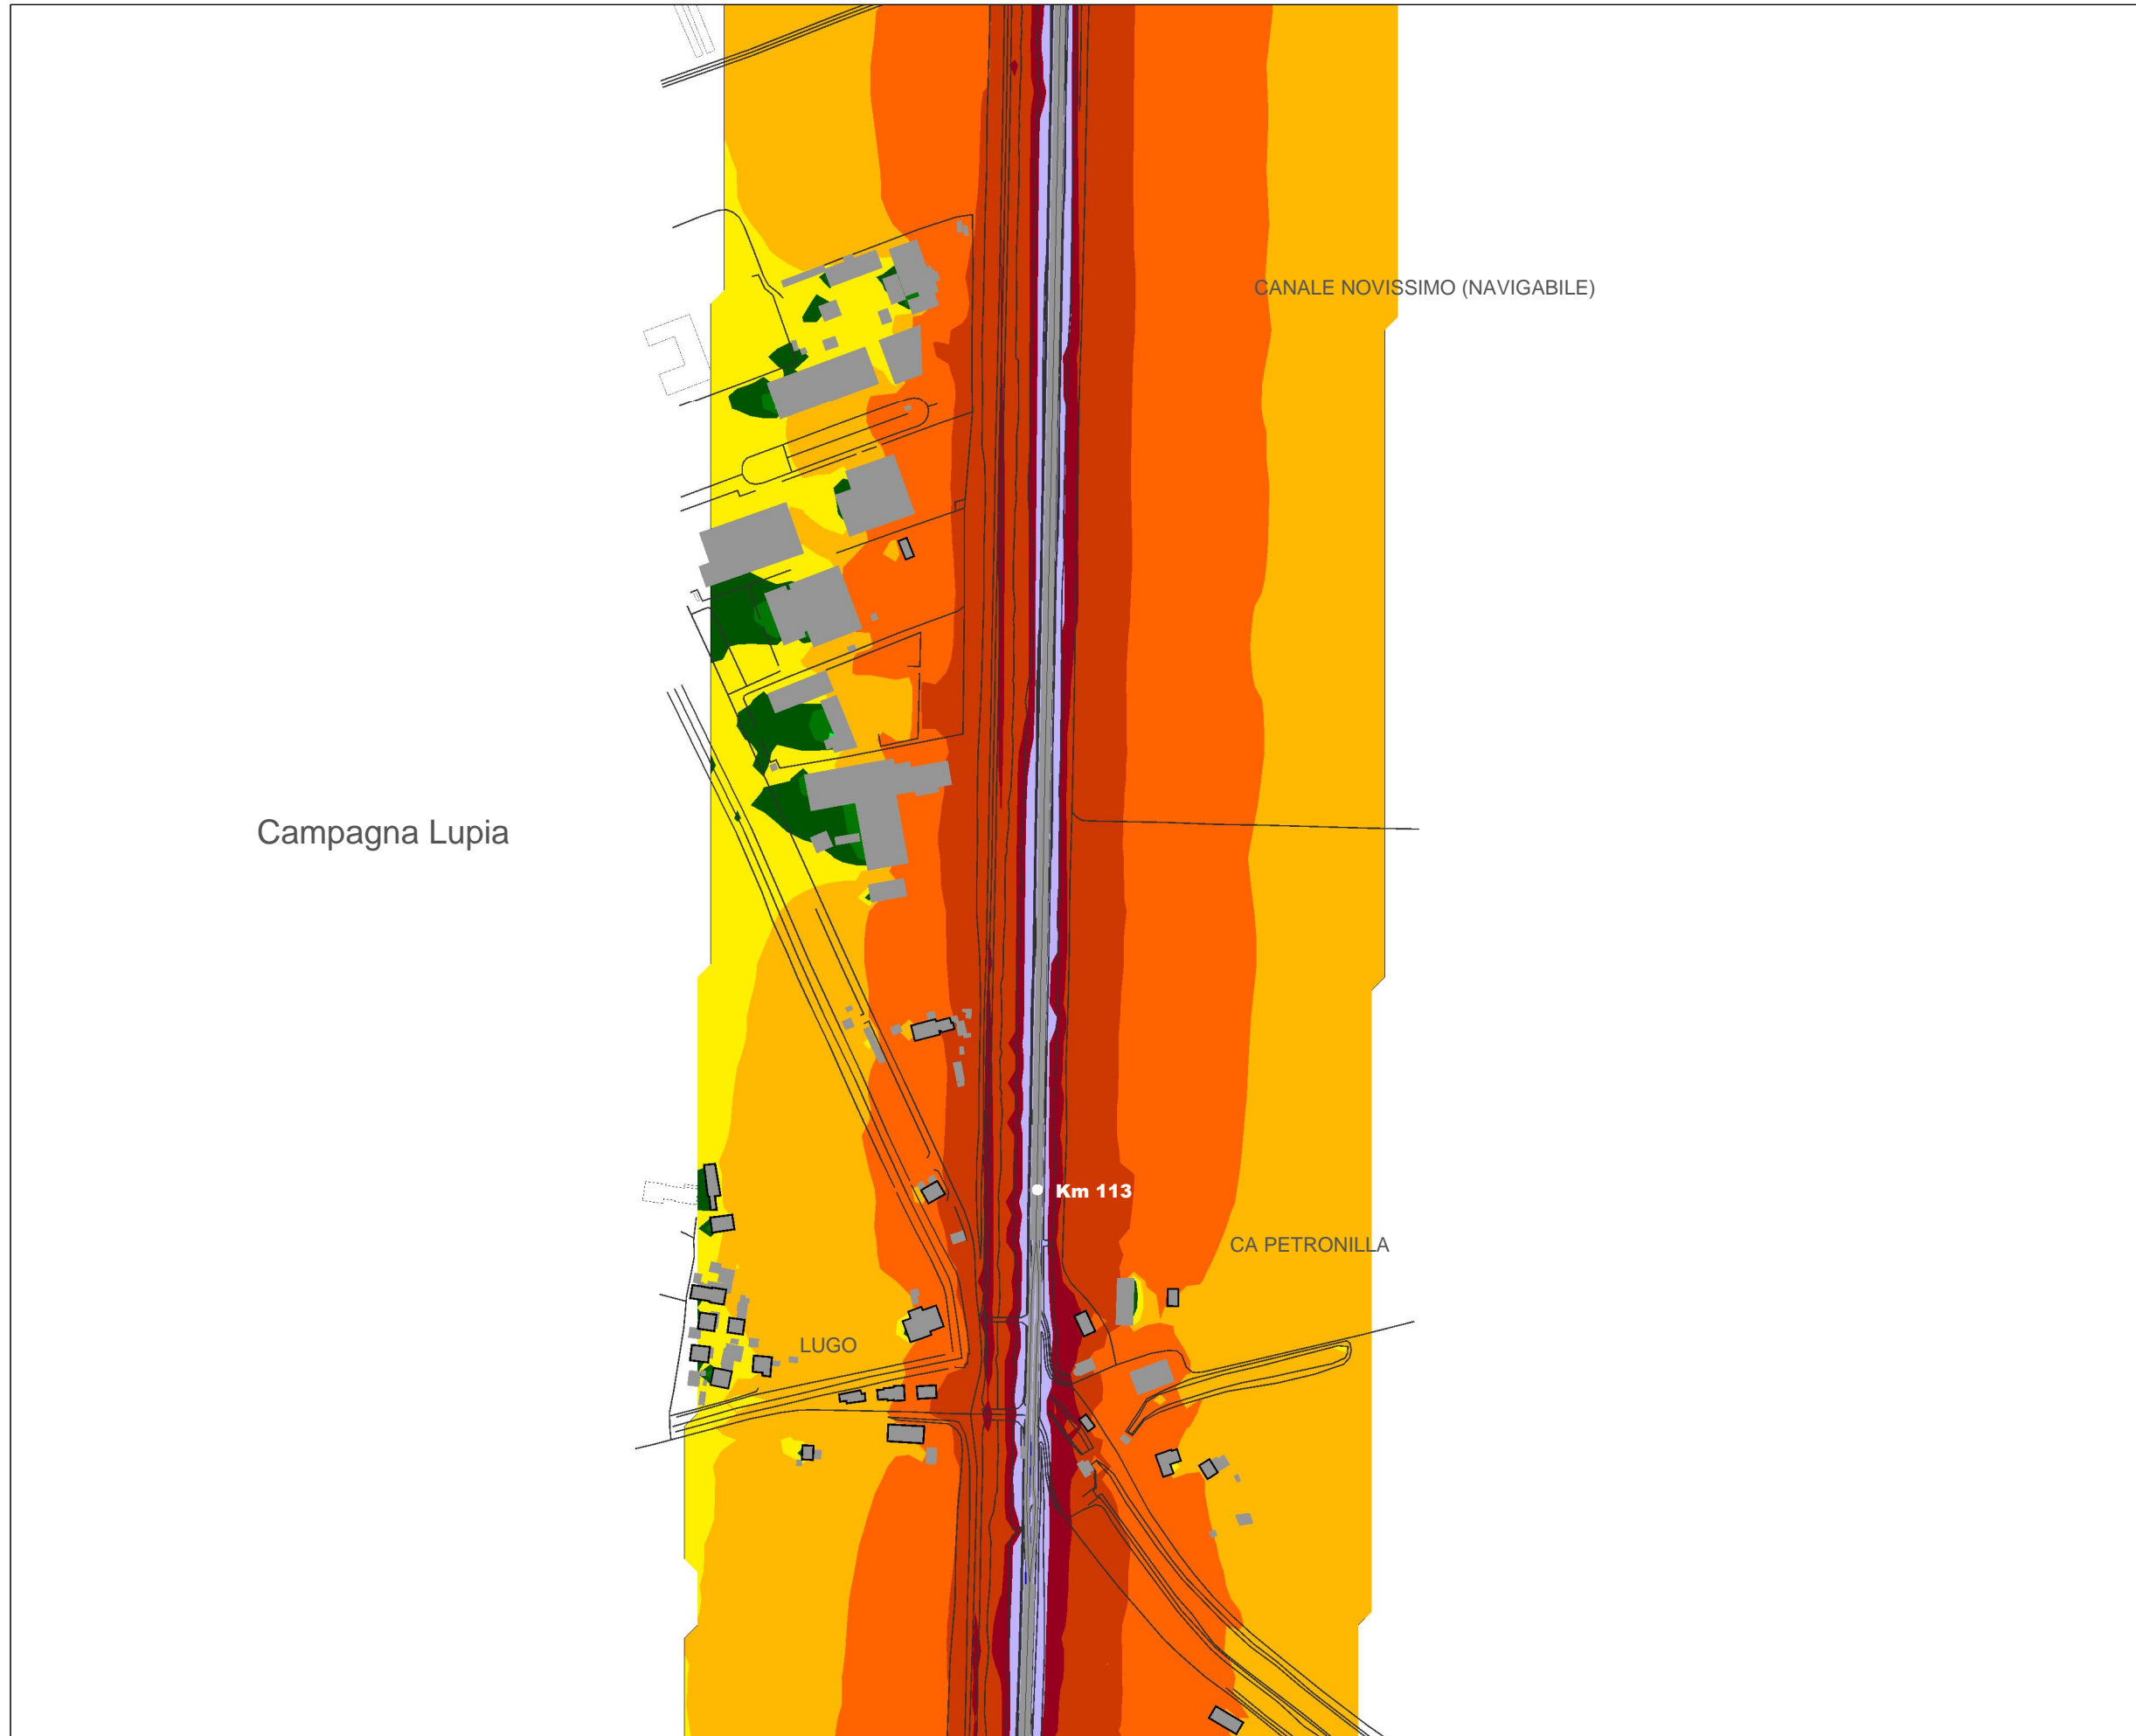 CANALE NOVISSIMO (NAVIGABILE)
Campagna Lupia
Km 113
CA PETRONILLA
LUGO